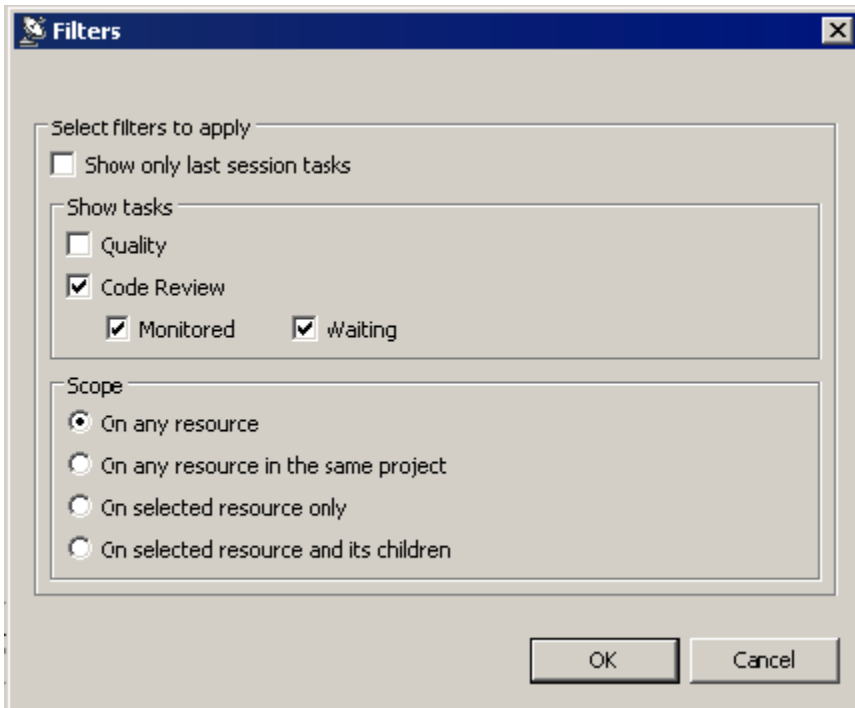 Filters
Select filters to apply
Show only last session tasks
Show tasks
Quality
Code Review
Monitored Waiting
Scope
On any resource
On any resource in the same project
On selected resource only
On selected resource and its children
OK Cancel